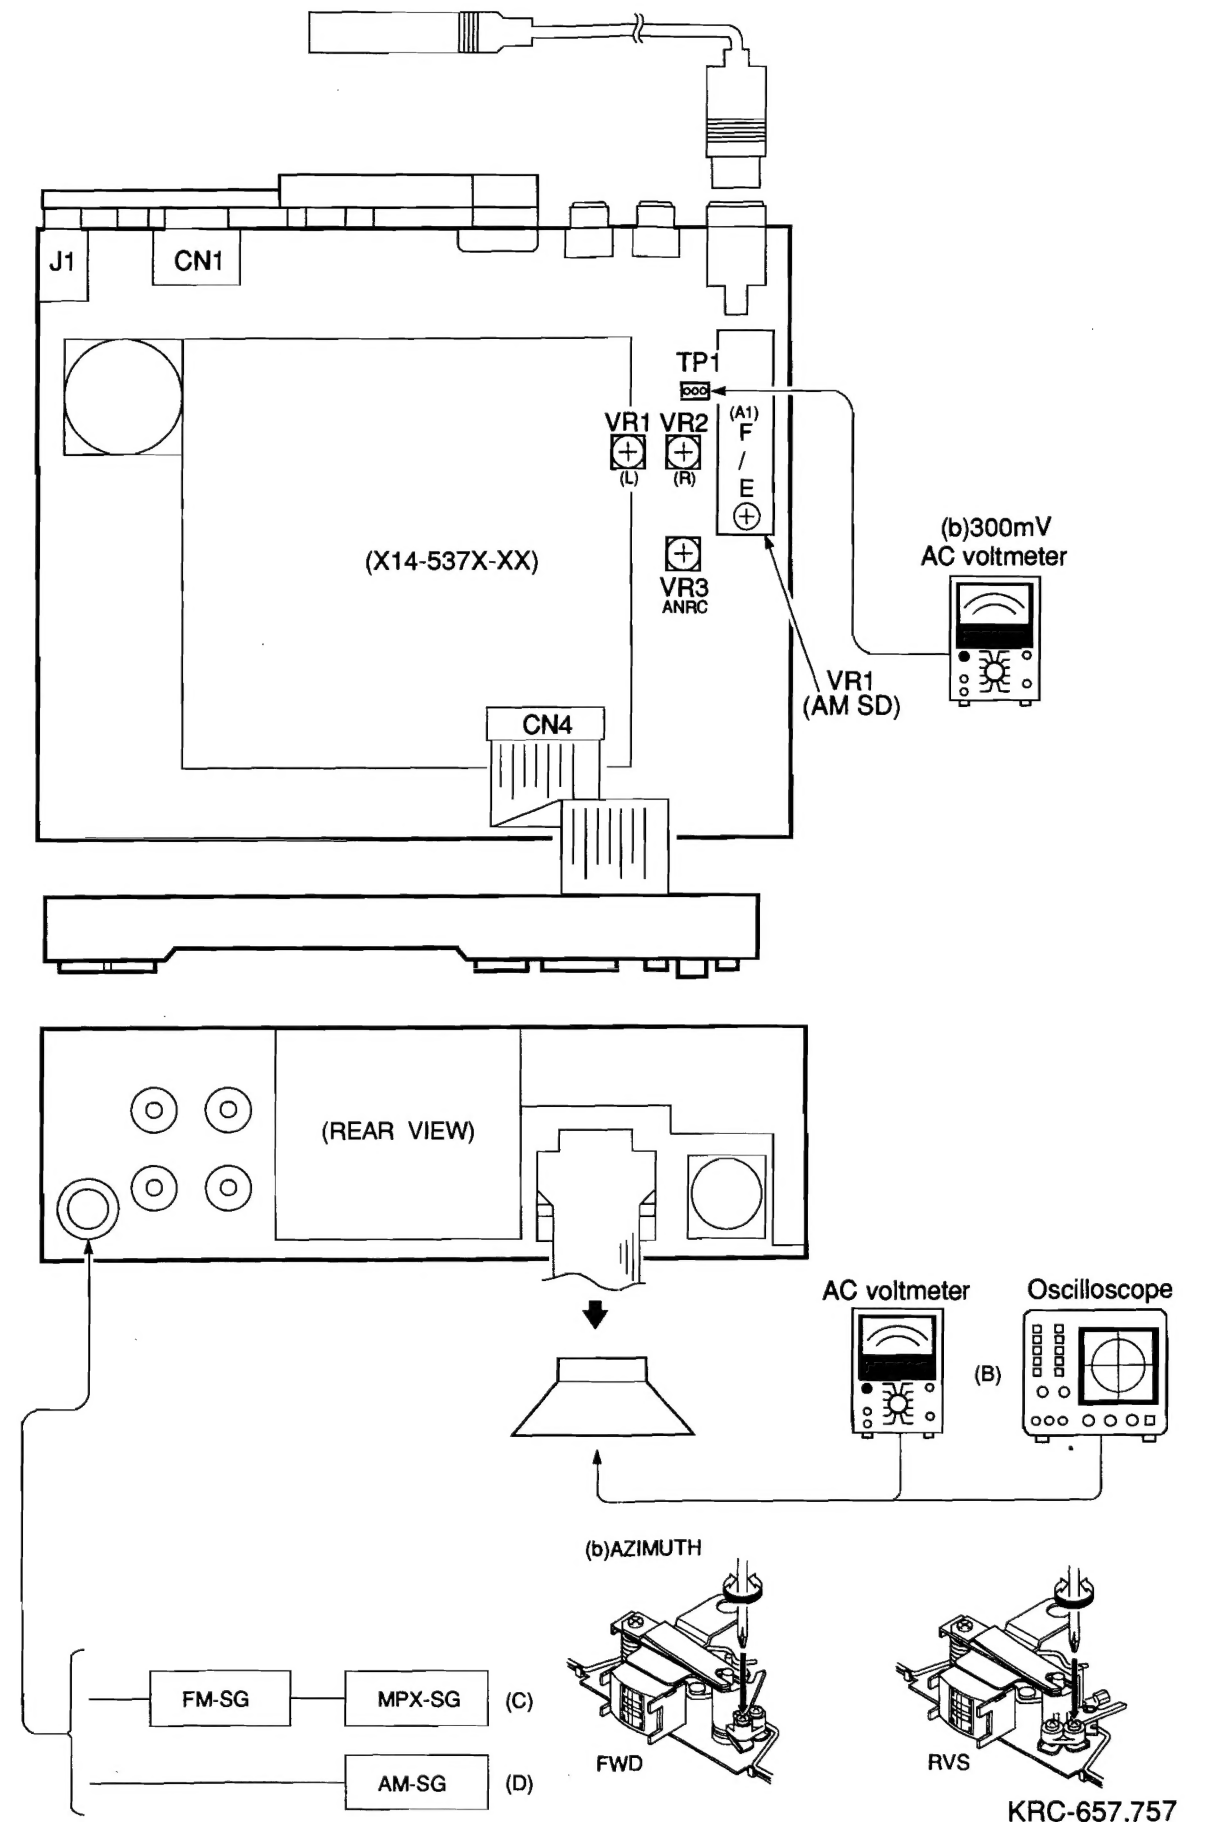 J1
CN1
TP1
VR1 VR2
(L)
(R)
(A1)
F
/
E
(X14-537X-XX)
VR3
ANRC
(b)300mV
AC voltmeter
VR1
(AM SD)
CN4
(REAR VIEW)
AC voltmeter
Oscilloscope
(B)
(b)AZIMUTH
FM-SG
MPX-SG
(C)
AM-SG
(D)
FWD
RVS
KRC-657.757